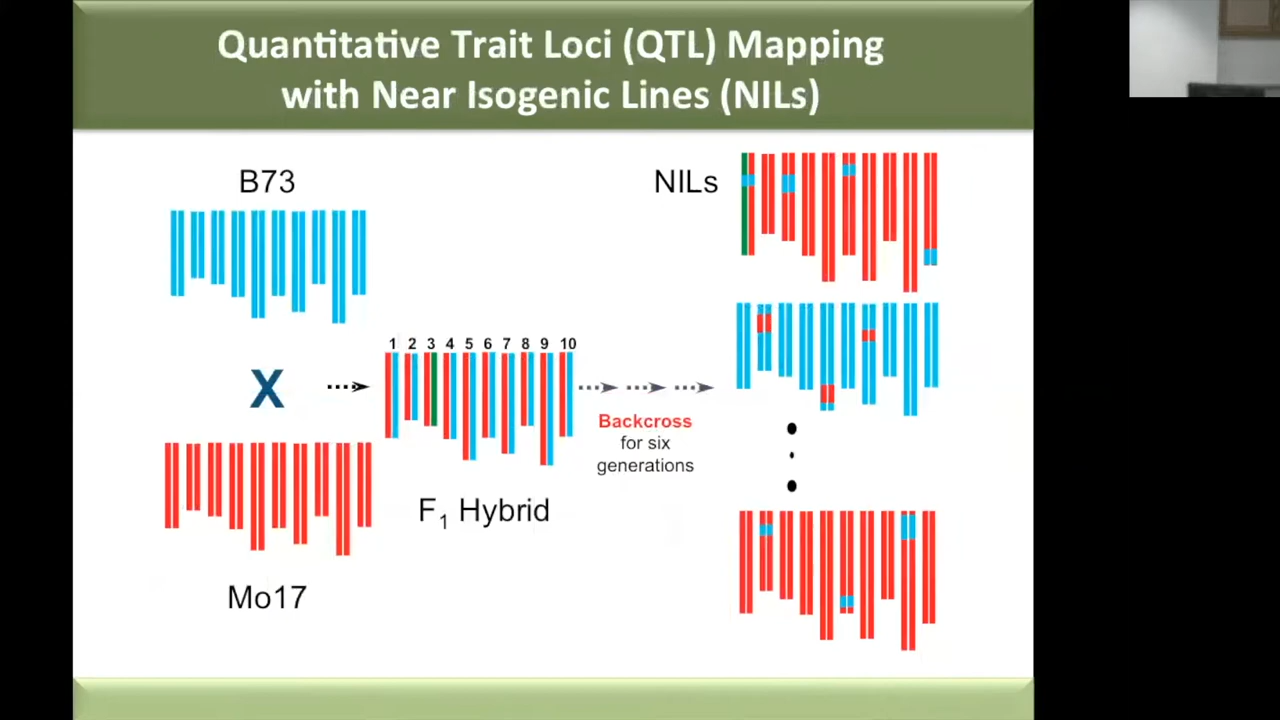 Quantitative Trait Loci (QTL) Mapping
with Near Isogenic Lines (NILs)
B73
NILs
1 2 3 4 5 6 7 8 9 10
X
Backcross
for six
generations
F1 Hybrid
Mo17